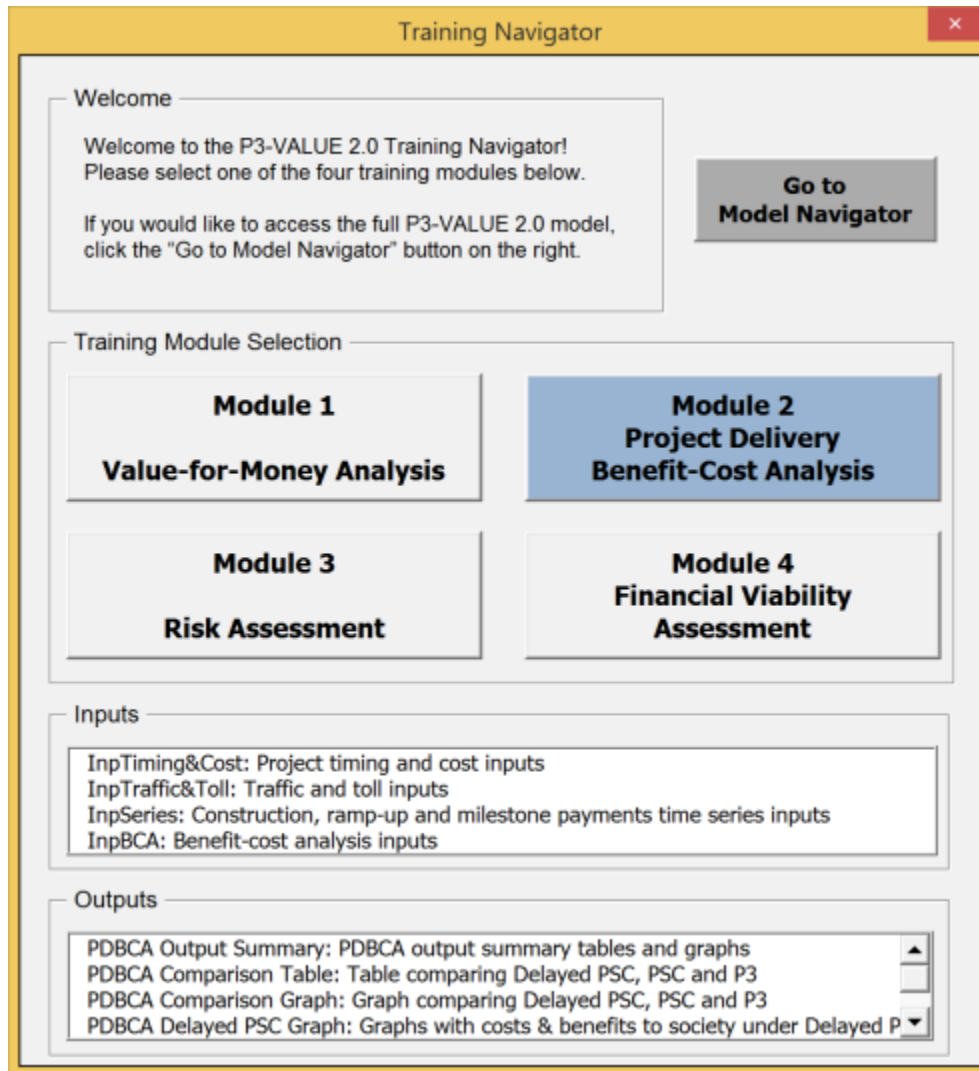 Training Navigator
×
Welcome
Welcome to the P3-VALUE 2.0 Training Navigator!
Please select one of the four training modules below.
If you would like to access the full P3-VALUE 2.0 model,
click the “Go to Model Navigator” button on the right.
Go to
Model Navigator
Training Module Selection
Module 1
Value-for-Money Analysis
Module 2
Project Delivery
Benefit-Cost Analysis
Module 3
Risk Assessment
Module 4
Financial Viability
Assessment
Inputs
InpTiming&Cost: Project timing and cost inputs
InpTraffic&Toll: Traffic and toll inputs
InpSeries: Construction, ramp-up and milestone payments time series inputs
InpBCA: Benefit-cost analysis inputs
Outputs
PDBCA Output Summary: PDBCA output summary tables and graphs
PDBCA Comparison Table: Table comparing Delayed PSC, PSC and P3
PDBCA Comparison Graph: Graph comparing Delayed PSC, PSC and P3
PDBCA Delayed PSC Graph: Graphs with costs & benefits to society under Delayed P